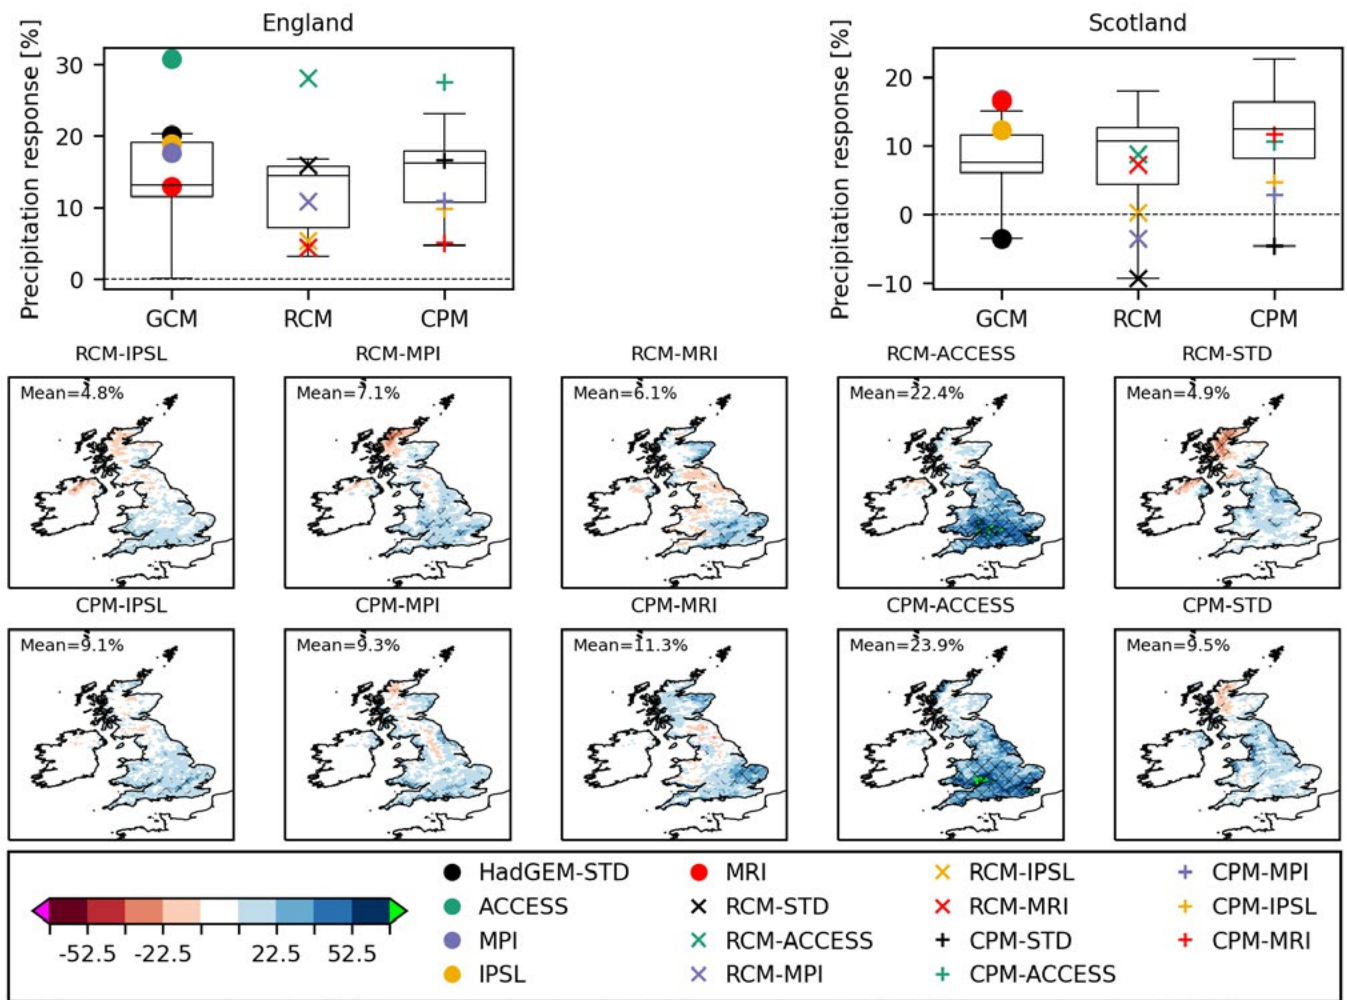 England
Scotland
Precipitation response [%]
30
20
10
0
GCM RCM CPM
Precipitation response [%]
20
10
0
−10
GCM RCM CPM
RCM-IPSL RCM-MPI RCM-MRI RCM-ACCESS RCM-STD
Mean=4.8% Mean=7.1% Mean=6.1% Mean=22.4% Mean=4.9%
CPM-IPSL CPM-MPI CPM-MRI CPM-ACCESS CPM-STD
Mean=9.1% Mean=9.3% Mean=11.3% Mean=23.9% Mean=9.5%
-52.5 -22.5 22.5 52.5
HadGEM-STD
ACCESS
MPI
IPSL
MRI
RCM-STD
RCM-ACCESS
RCM-MPI
RCM-IPSL
RCM-MRI
CPM-STD
CPM-ACCESS
CPM-MPI
CPM-IPSL
CPM-MRI